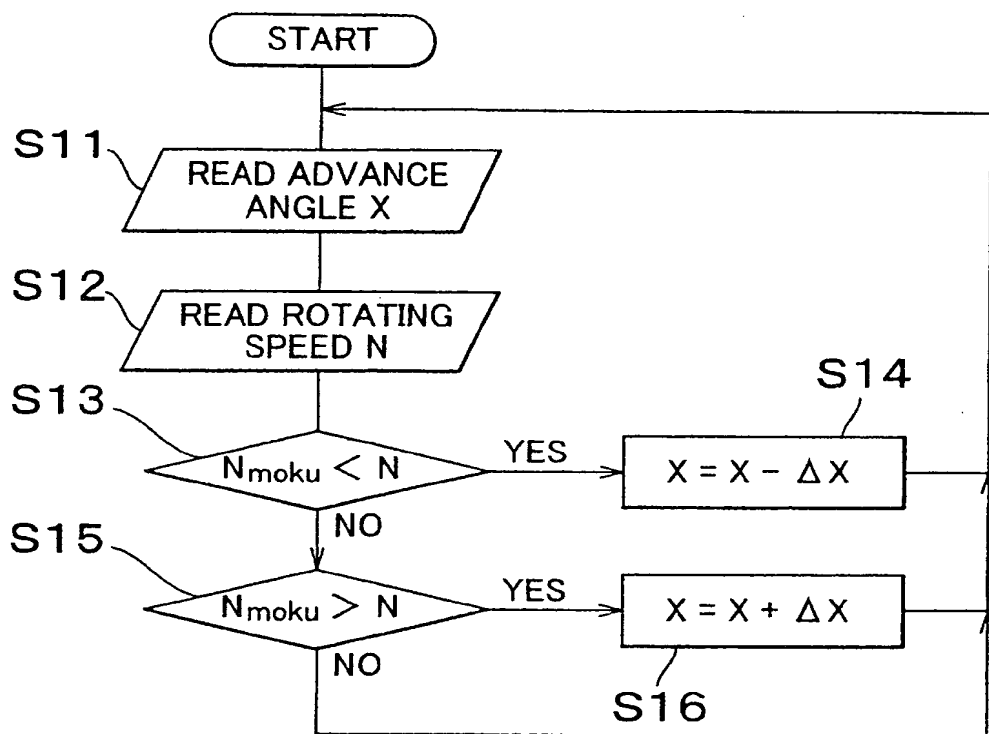 START
S11
READ ADVANCE
ANGLE X
S12
READ ROTATING
SPEED N
S13
Nmoku < N
YES
S14
X = X − ΔX
NO
S15
Nmoku > N
YES
X = X + ΔX
S16
NO